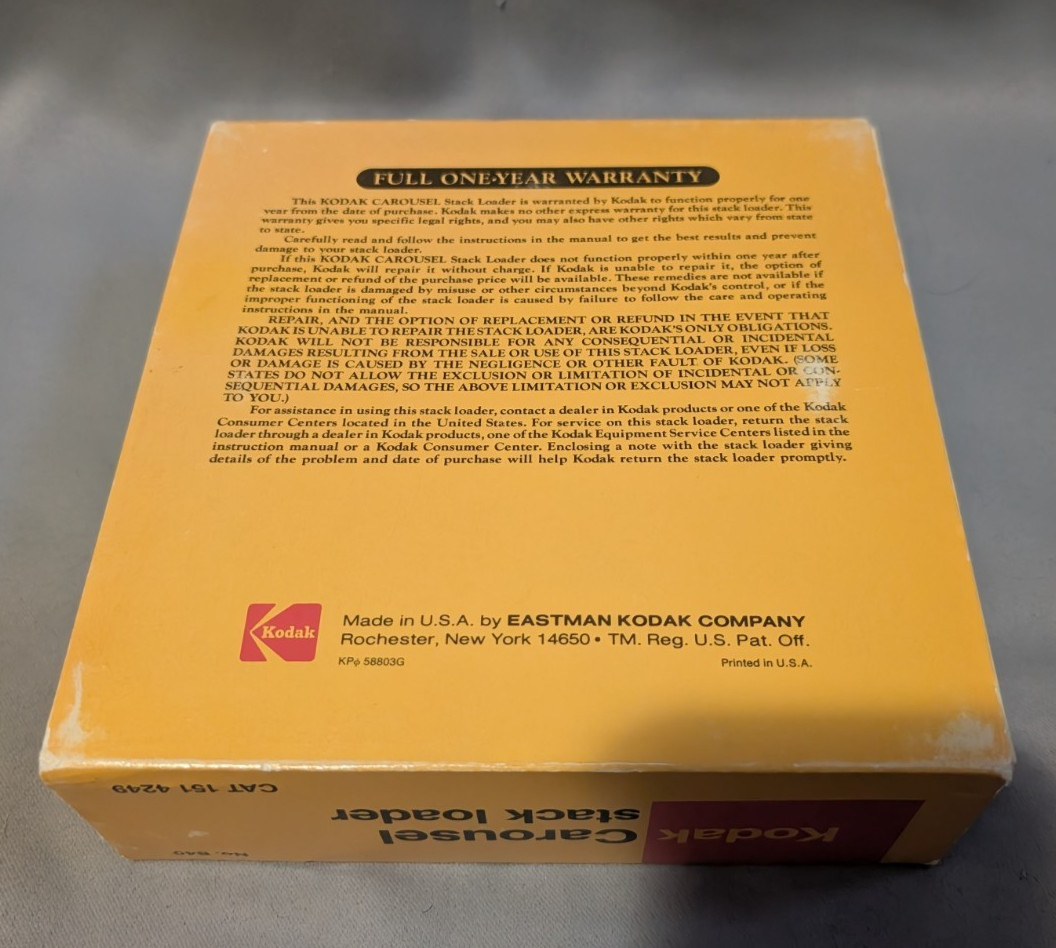 FULL ONE-YEAR WARRANTY
This KODAK CAROUSEL Stack Loader is warranted by Kodak to function properly for one
year from the date of purchase. Kodak makes no other express warranty for this stack loader. This
warranty gives you specific legal rights, and you may also have other rights which vary from state
to state.
Carefully read and follow the instructions in the manual to get the best results and prevent
damage to your stack loader.
If this KODAK CAROUSEL Stack Loader does not function properly within one year after
purchase, Kodak will repair it without charge. If Kodak is unable to repair it, the option of
replacement or refund of the purchase price will be available. These remedies are not available if
the stack loader is damaged by misuse or other circumstances beyond Kodak's control, or if the
improper functioning of the stack loader is caused by failure to follow the care and operating
instructions in the manual.
REPAIR, AND THE OPTION OF REPLACEMENT OR REFUND IN THE EVENT THAT
KODAK IS UNABLE TO REPAIR THE STACK LOADER, ARE KODAK'S ONLY OBLIGATIONS.
KODAK WILL NOT BE RESPONSIBLE FOR ANY CONSEQUENTIAL OR INCIDENTAL
DAMAGES RESULTING FROM THE SALE OR USE OF THIS STACK LOADER, EVEN IF LOSS
OR DAMAGE IS CAUSED BY THE NEGLIGENCE OR OTHER FAULT OF KODAK. (SOME
STATES DO NOT ALLOW THE EXCLUSION OR LIMITATION OF INCIDENTAL OR CON-
SEQUENTIAL DAMAGES, SO THE ABOVE LIMITATION OR EXCLUSION MAY NOT APPLY
TO YOU.)
For assistance in using this stack loader, contact a dealer in Kodak products or one of the Kodak
Consumer Centers located in the United States. For service on this stack loader, return the stack
loader through a dealer in Kodak products, one of the Kodak Equipment Service Centers listed in the
instruction manual or a Kodak Consumer Center. Enclosing a note with the stack loader giving
details of the problem and date of purchase will help Kodak return the stack loader promptly.
Kodak
Made in U.S.A. by EASTMAN KODAK COMPANY
Rochester, New York 14650 • TM. Reg. U.S. Pat. Off.
KPφ 58803G
Printed in U.S.A.
Kodak
Carousel
stack loader
CAT 151 4249